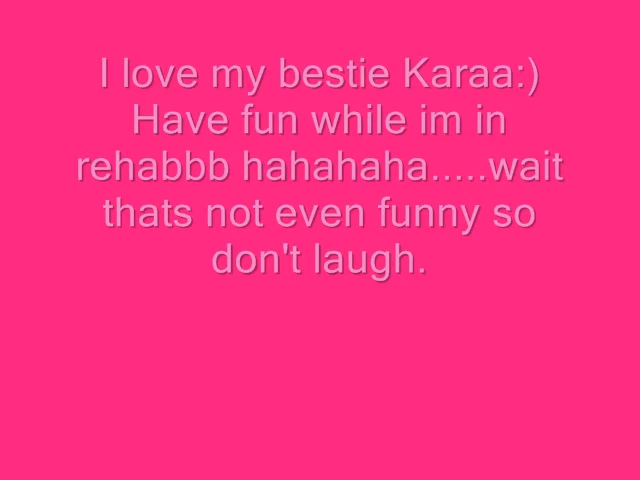 I love my bestie Karaa:)
Have fun while im in
rehabbb hahahaha.....wait
thats not even funny so
don't laugh.